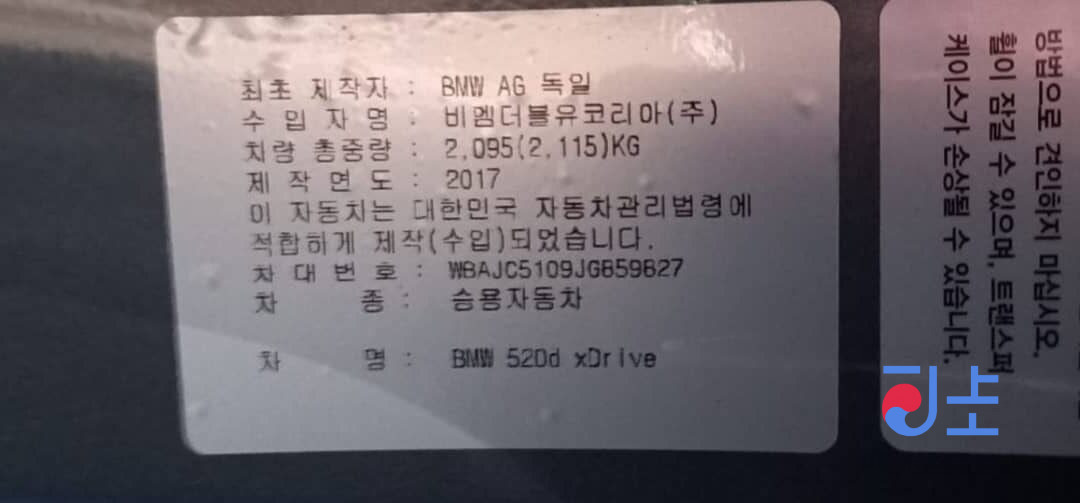 최초 제작자 : BMW AG 독일
수 입 자 명 : 비엠더블유코리아(주)
차량 총중량 : 2,095(2,115)KG
제 작 연 도 : 2017
이 자동차는 대한민국 자동차관리법령에
적합하게 제작(수입)되었습니다.
차 대 번 호 : WBAJC5109JG859827
차 종 : 승용자동차
차 명 : BMW 520d xDrive
방법으로 견인하지 마십시오.
휠이 잠길 수 있으며, 트랜스퍼
케이스가 손상될 수 있습니다.